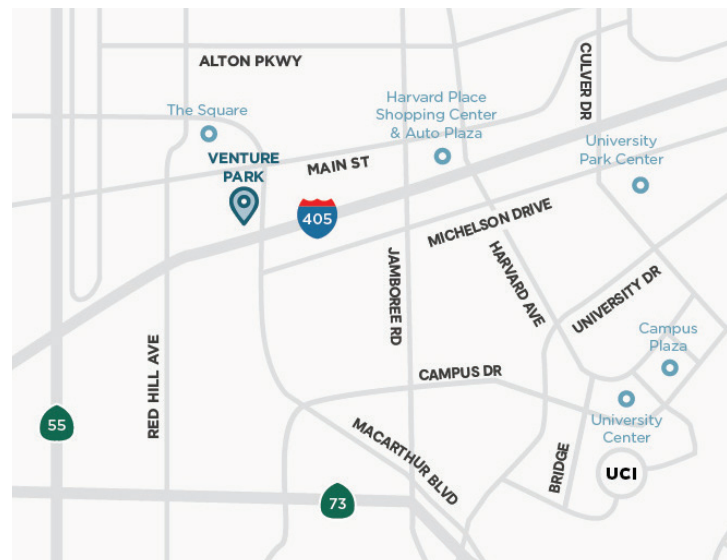 ALTON PKWY
CULVER DR
The Square
Harvard Place
Shopping Center
& Auto Plaza
VENTURE
PARK
MAIN ST
University
Park Center
405
MICHELSON DRIVE
JAMBOREE RD
HARVARD AVE
UNIVERSITY DR
RED HILL AVE
Campus
Plaza
CAMPUS DR
55
MACARTHUR BLVD
University
Center
BRIDGE
UCI
73